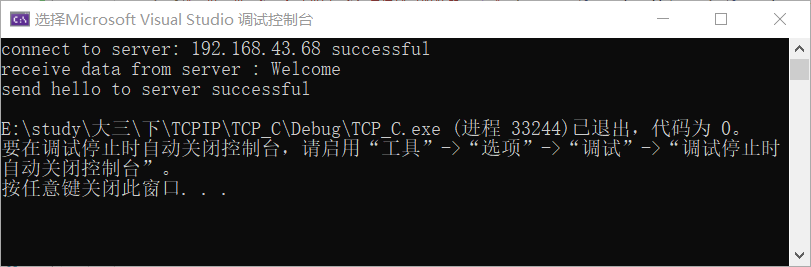 选择Microsoft Visual Studio 调试控制台
connect to server: 192.168.43.68 successful
receive data from server : Welcome
send hello to server successful
E:\study\大三\下\TCPIP\TCP_C\Debug\TCP_C.exe (进程 33244)已退出，代码为 0。
要在调试停止时自动关闭控制台，请启用“工具”->“选项”->“调试”->“调试停止时
自动关闭控制台”。
按任意键关闭此窗口. . .